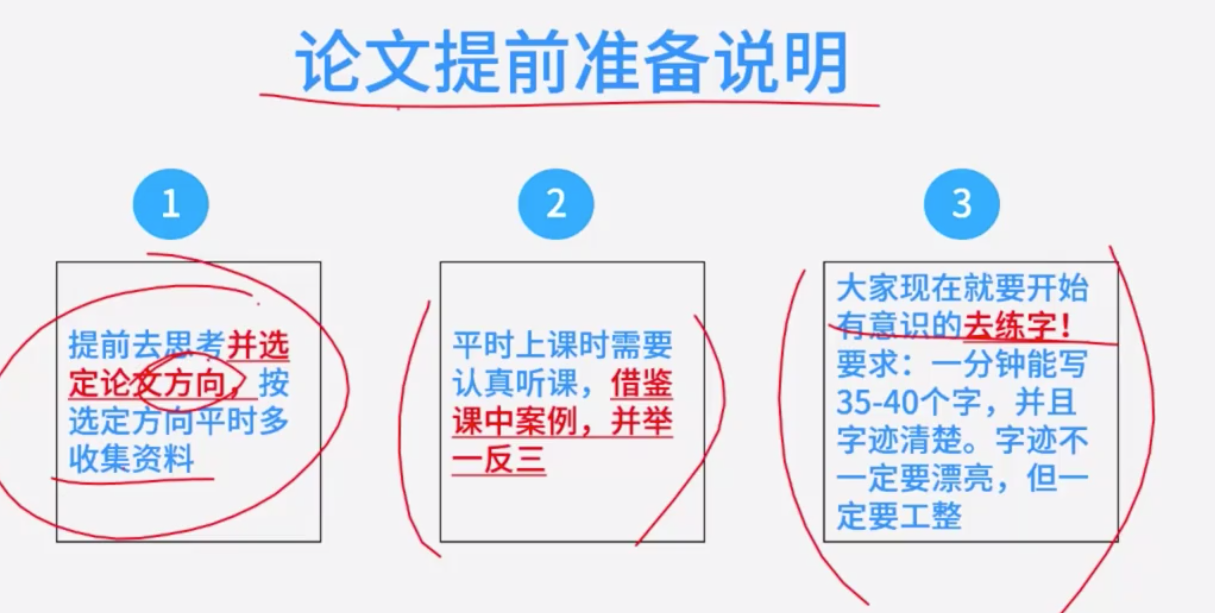 论文提前准备说明
1
2
3
提前去思考并选
定论文方向，按
选定方向平时多
收集资料
平时上课时需要
认真听课，借鉴
课中案例，并举
一反三
大家现在就要开始
有意识的去练字！
要求：一分钟能写
35-40个字，并且
字迹清楚。字迹不
一定要漂亮，但一
定要工整